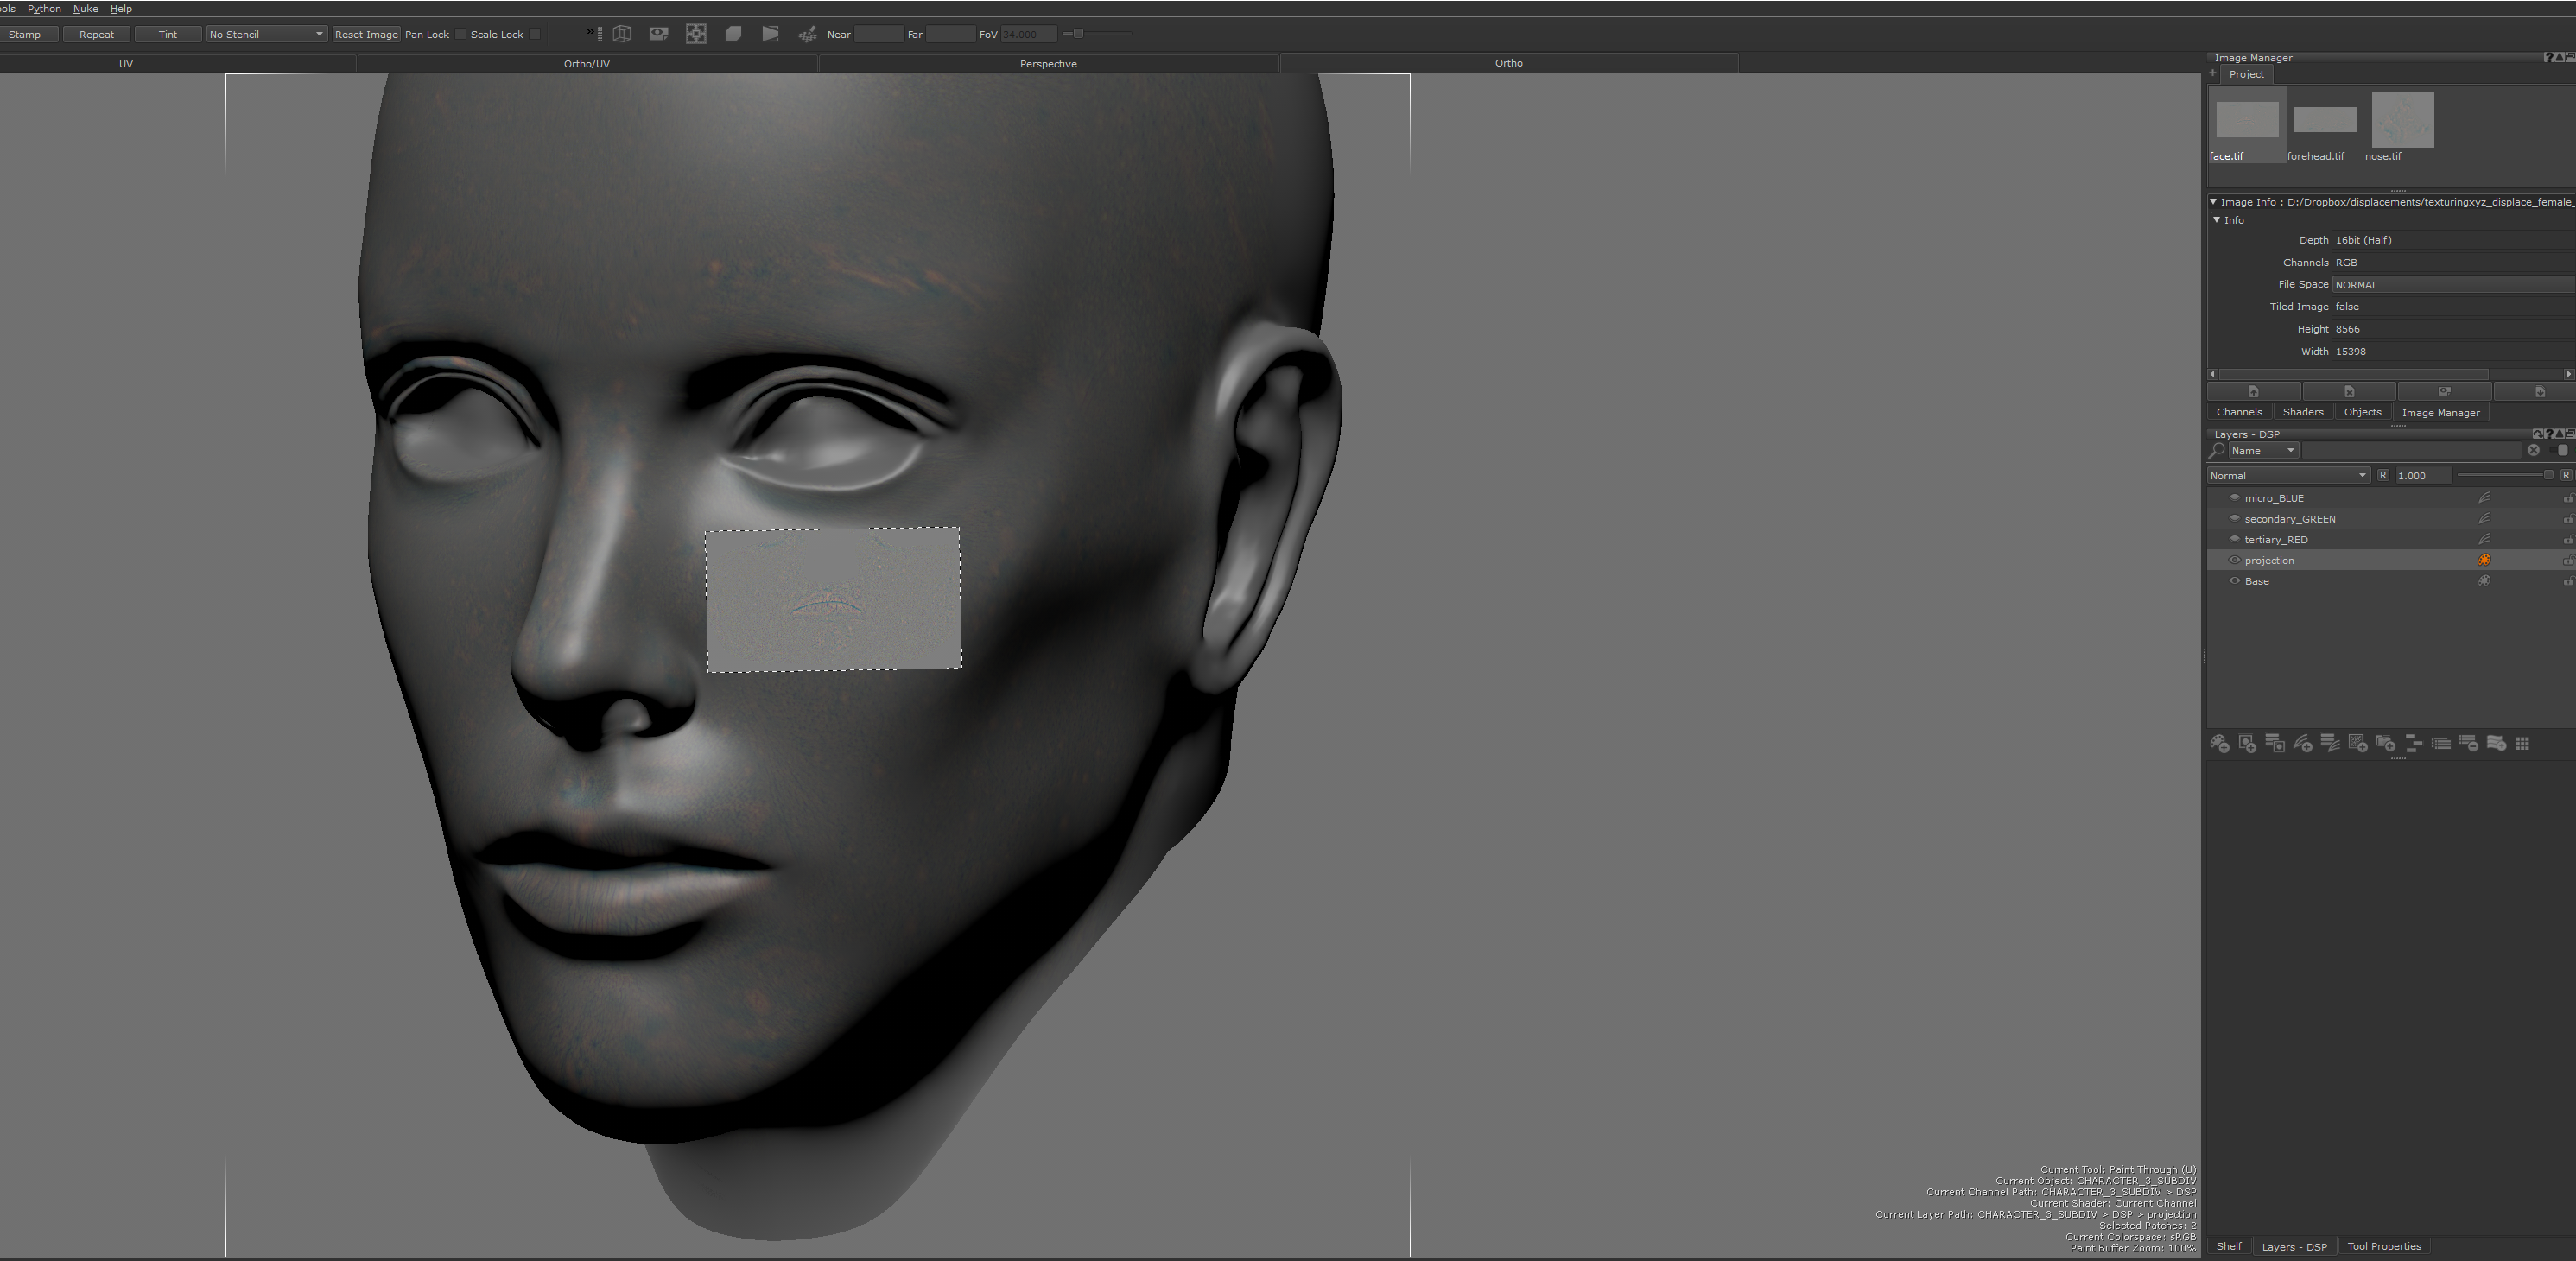 ols Python Nuke Help
Stamp Repeat Tint No Stencil Reset Image Pan Lock Scale Lock » Near Far FoV 34.000
UV Ortho/UV Perspective Ortho
Image Manager
+ Project
face.tif forehead.tif nose.tif
Image Info : D:/Dropbox/displacements/texturingxyz_displace_female_
Info
Depth 16bit (Half)
Channels RGB
File Space NORMAL
Tiled Image false
Height 8566
Width 15398
Channels Shaders Objects Image Manager
Layers - DSP
Name
Normal R 1.000 R
micro_BLUE
secondary_GREEN
tertiary_RED
projection
Base
Current Tool: Paint Through (U)
Current Object: CHARACTER_3_SUBDIV
Current Channel Path: CHARACTER_3_SUBDIV > DSP
Current Shader: Current Channel
Current Layer Path: CHARACTER_3_SUBDIV > DSP > projection
Selected Patches: 2
Current Colorspace: sRGB
Paint Buffer Zoom: 100%
Shelf Layers - DSP Tool Properties